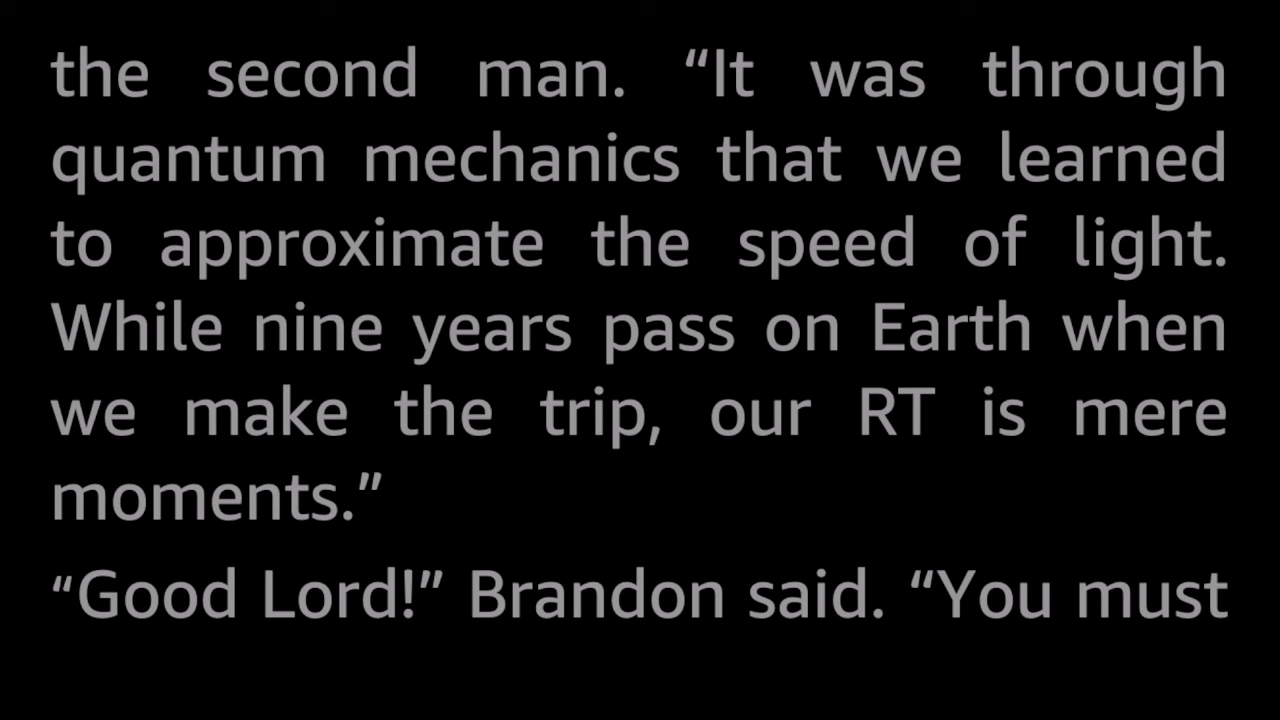 the second man. “It was through
quantum mechanics that we learned
to approximate the speed of light.
While nine years pass on Earth when
we make the trip, our RT is mere
moments.”
“Good Lord!” Brandon said. “You must